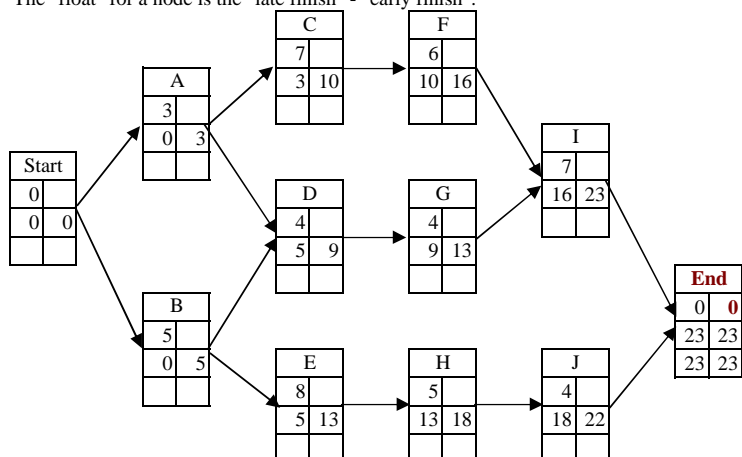 The "float" for a node is the "late finish" - "early finish".
C
7
3 10
F
6
10 16
A
3
0 3
I
7
16 23
Start
0
0 0
D
4
5 9
G
4
9 13
End
0 0
23 23
23 23
B
5
0 5
E
8
5 13
H
5
13 18
J
4
18 22